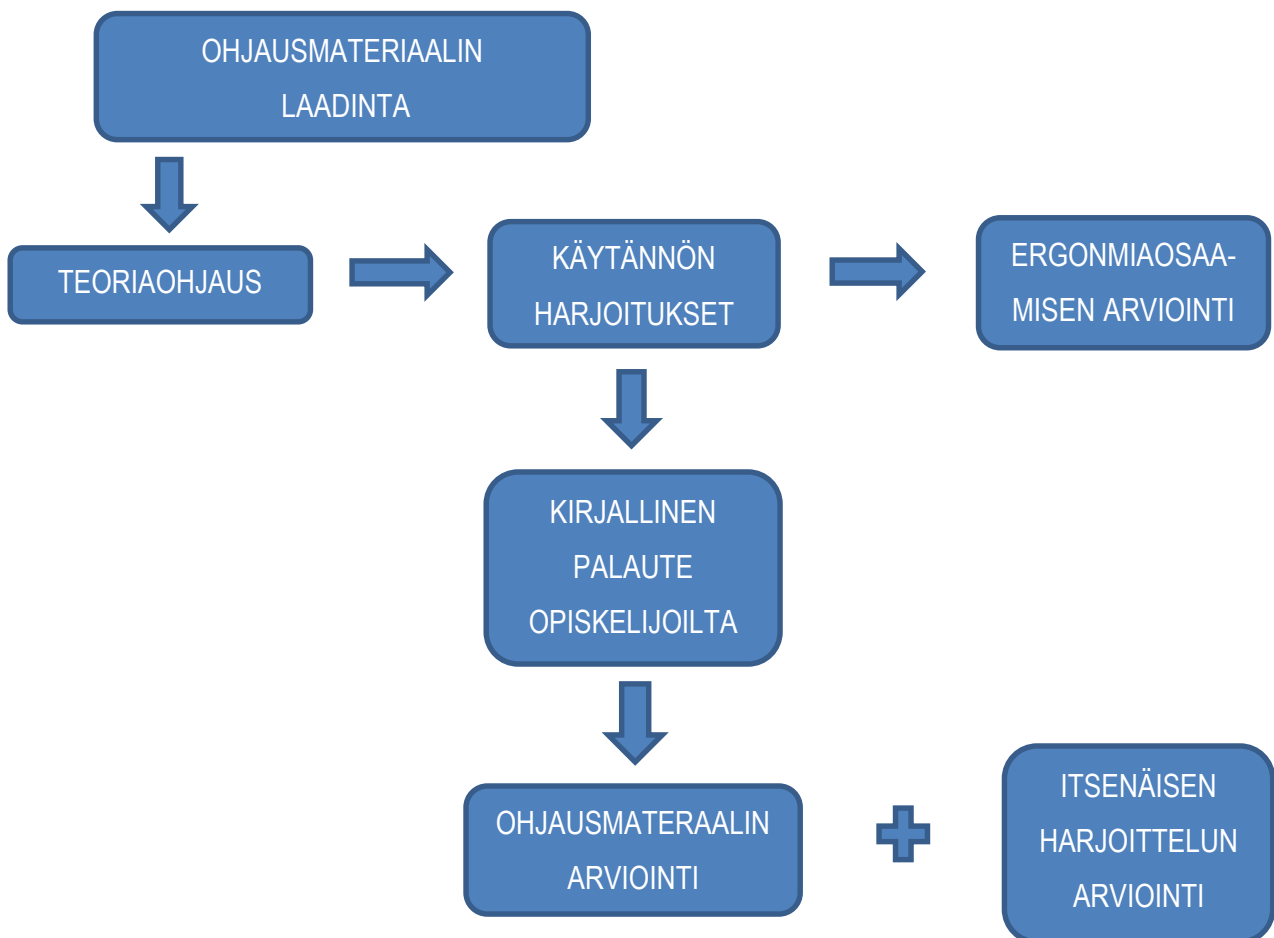 OHJAUSMATERIAALIN
LAADINTA
TEORIAOHJAUS
KÄYTÄNNÖN
HARJOITUKSET
ERGONMIAOSAA-
MISEN ARVIOINTI
KIRJALLINEN
PALAUTE
OPISKELIJOILTA
OHJAUSMATERAALIN
ARVIOINTI
ITSENÄISEN
HARJOITTELUN
ARVIOINTI